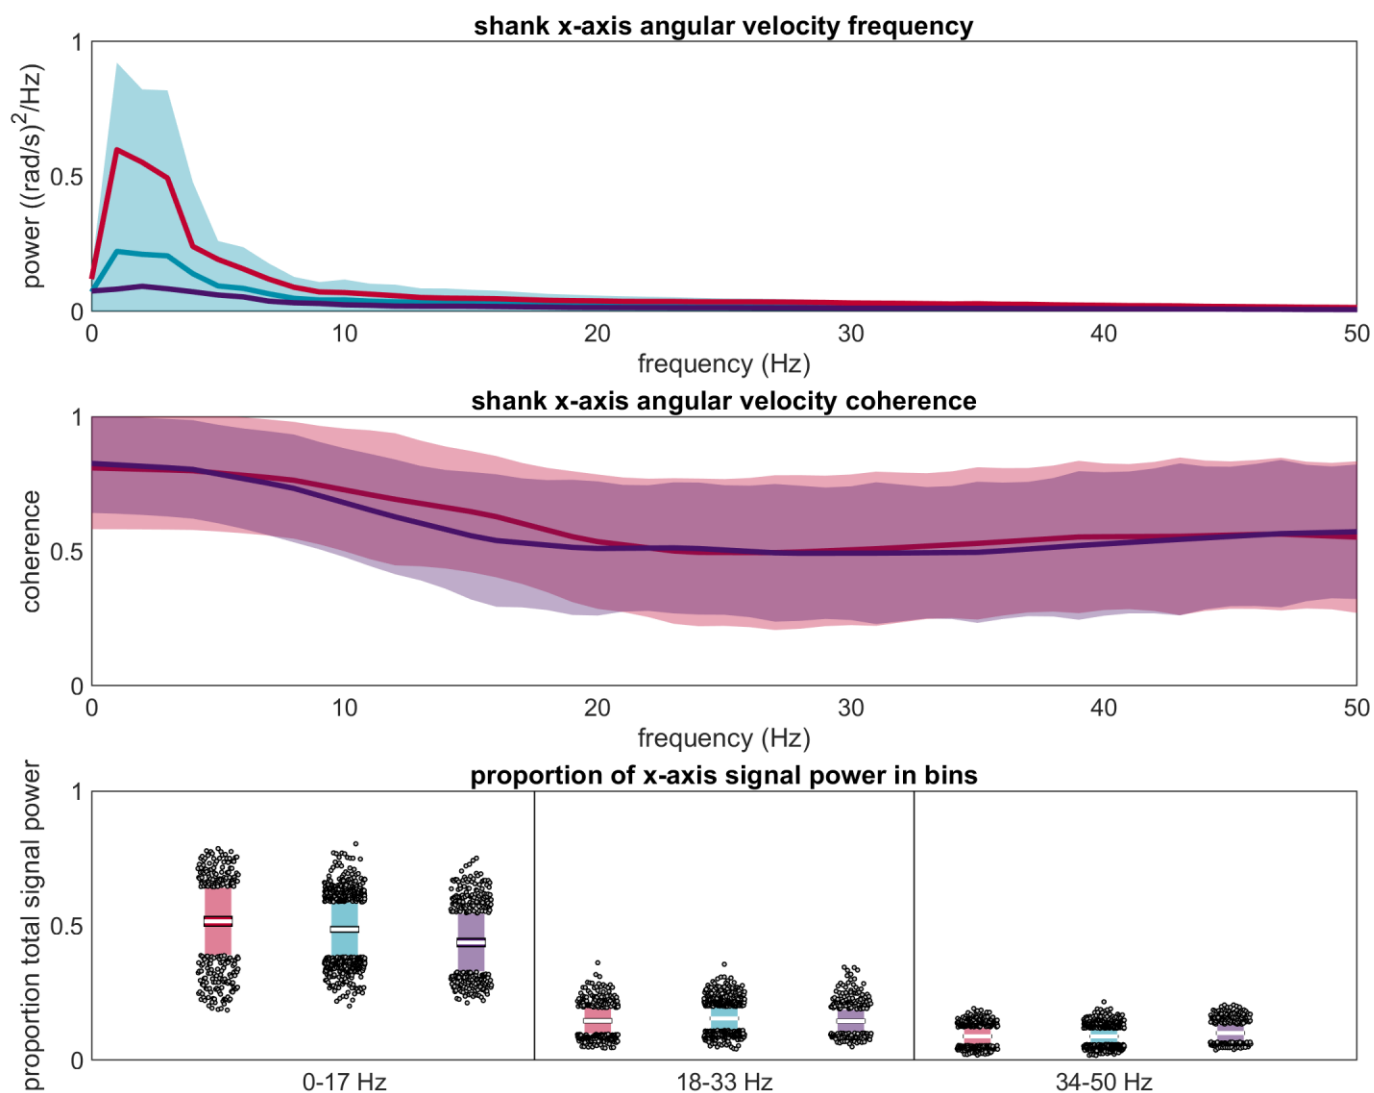 shank x-axis angular velocity frequency
power ((rad/s)²/Hz)
1
0.5
0
0 10 20 30 40 50
frequency (Hz)
shank x-axis angular velocity coherence
coherence
1
0.5
0
0 10 20 30 40 50
frequency (Hz)
proportion of x-axis signal power in bins
proportion total signal power
1
0.5
0
0-17 Hz 18-33 Hz 34-50 Hz